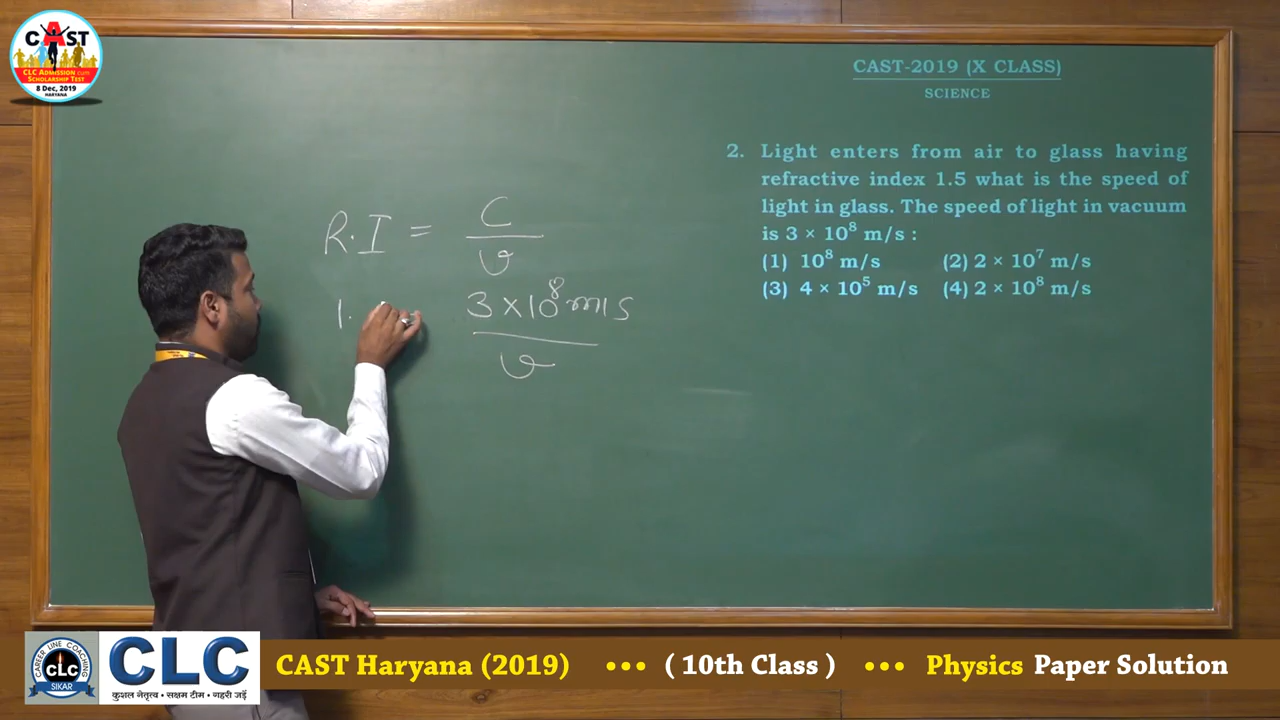 CAST
CLC ADMISSION cum
SCHOLARSHIP TEST
8 Dec, 2019
HARYANA
CAST-2019 (X CLASS)
SCIENCE
2. Light enters from air to glass having
refractive index 1.5 what is the speed of
light in glass. The speed of light in vacuum
is 3 × 10⁸ m/s :
(1) 10⁸ m/s (2) 2 × 10⁷ m/s
(3) 4 × 10⁵ m/s (4) 2 × 10⁸ m/s
R.I = C
v
1. 3 × 10⁸ m/s
v
CAREER LINE COACHING
CLC
SIKAR
CLC
कुशल नेतृत्व • सक्षम टीम • गहरी जड़ें
CAST Haryana (2019) ••• ( 10th Class ) ••• Physics Paper Solution